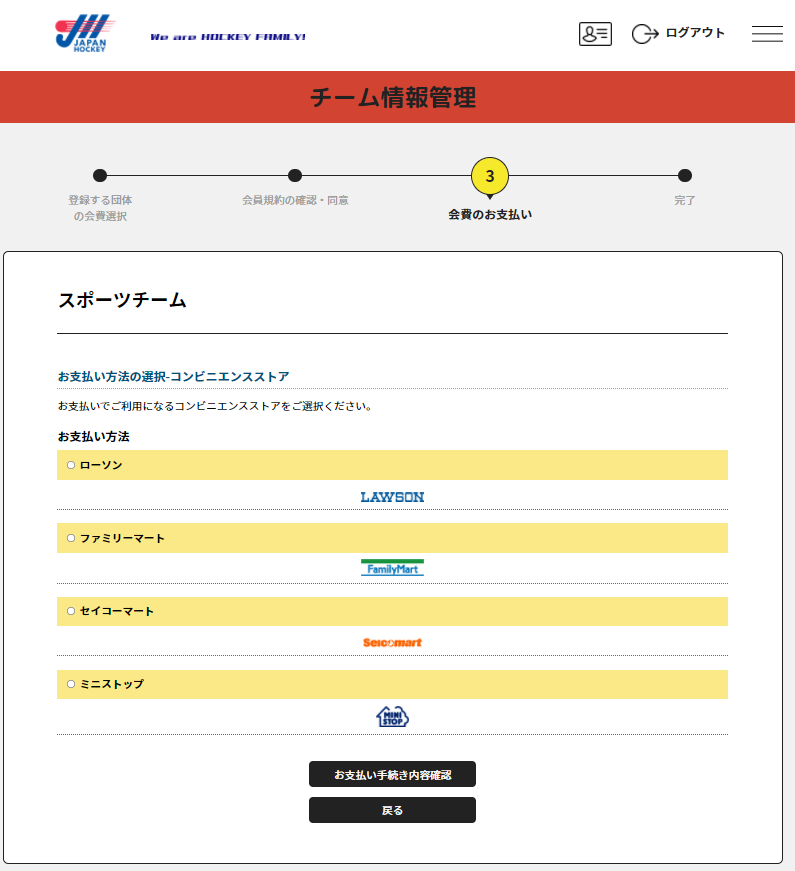 JAPAN
HOCKEY
We are HOCKEY FAMILY!
ログアウト
チーム情報管理
3
登録する団体
の会費選択
会員規約の確認・同意
会費のお支払い
完了
スポーツチーム
お支払い方法の選択-コンビニエンスストア
お支払いでご利用になるコンビニエンスストアをご選択ください。
お支払い方法
ローソン
LAWSON
ファミリーマート
FamilyMart
セイコーマート
Seicomart
ミニストップ
MINI
STOP
お支払い手続き内容確認
戻る